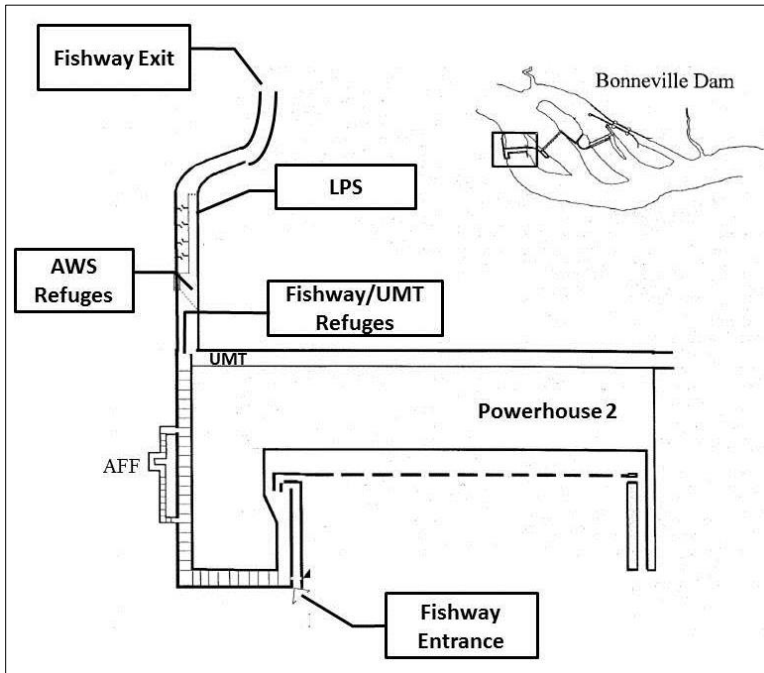 Fishway Exit
Bonneville Dam
LPS
AWS
Refuges
Fishway/UMT
Refuges
UMT
Powerhouse 2
AFF
Fishway
Entrance